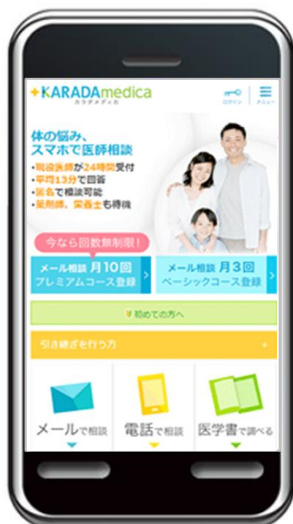 KARADAmedica
カラダメディカ
ログイン
メニュー
体の悩み、
スマホで医師相談
・現役医師が24時間受付
・平均13分で回答
・匿名で相談可能
・薬剤師、栄養士も待機
今なら回数無制限！
メール相談 月10回
プレミアムコース登録
メール相談 月3回
ベーシックコース登録
初めての方へ
引き継ぎを行う方
メールで相談
電話で相談
医学書で調べる